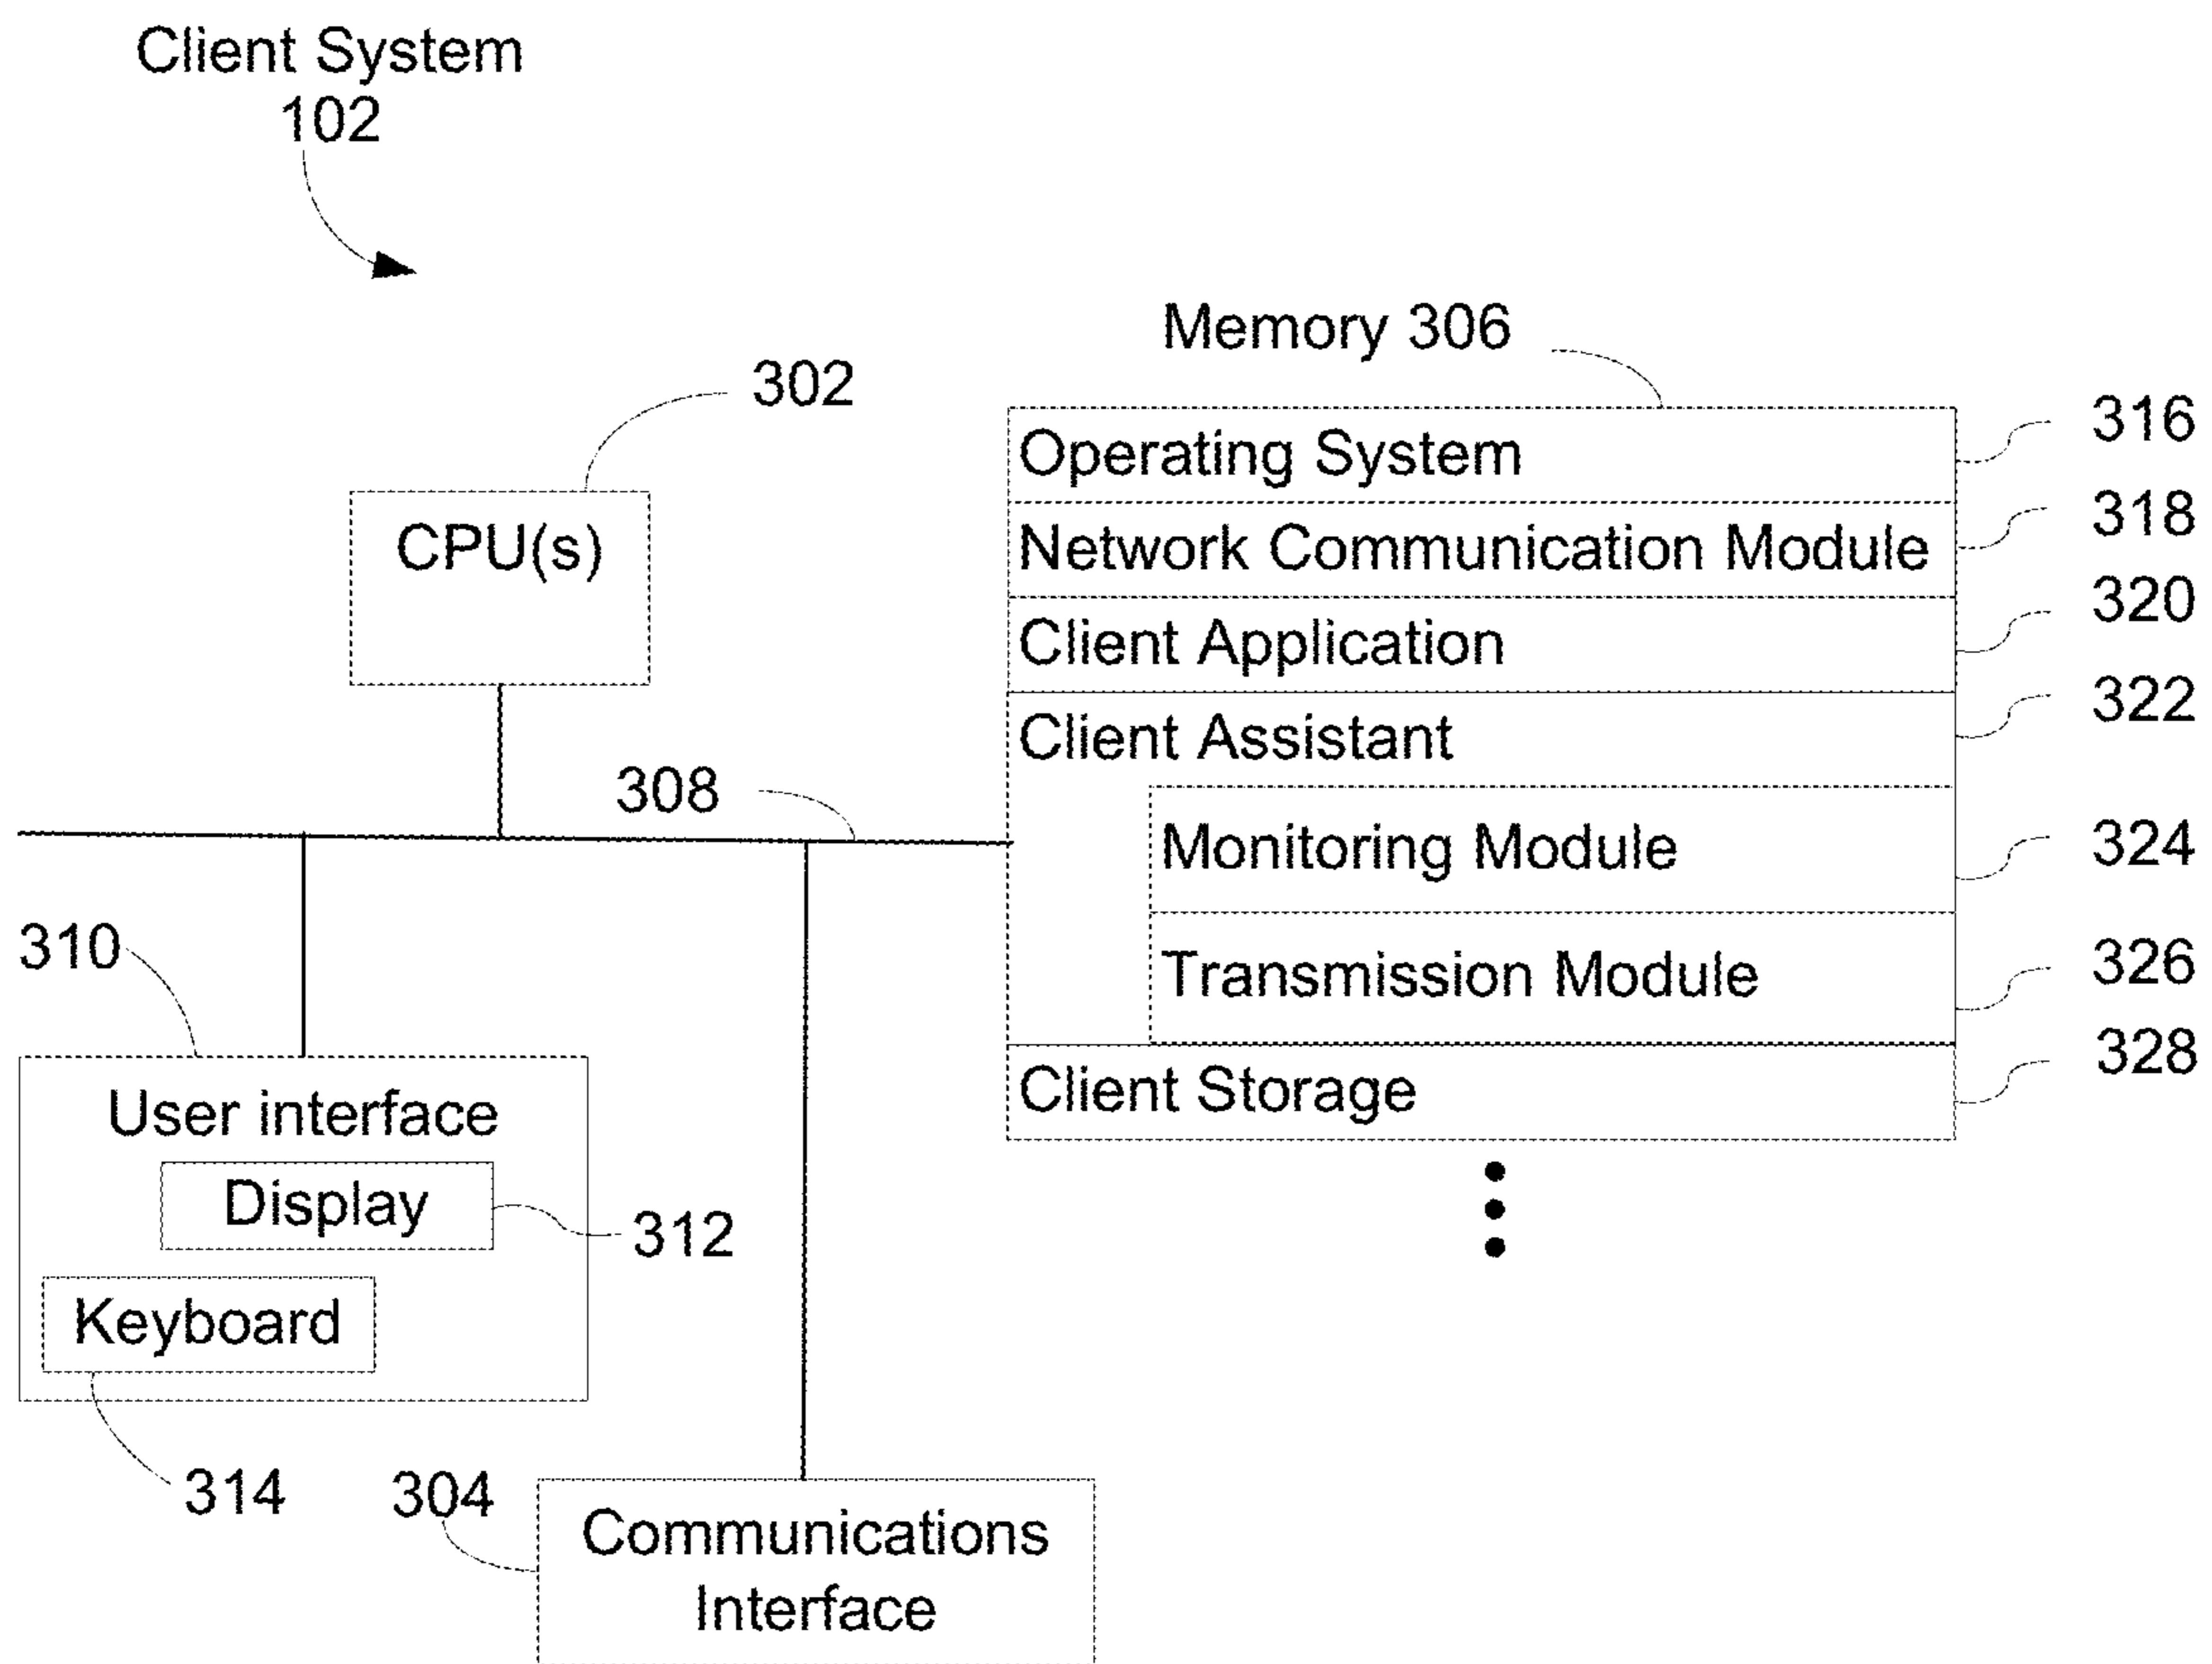 Client System
102
Memory 306
302
CPU(s)
Operating System
316
Network Communication Module
318
Client Application
320
Client Assistant
322
308
Monitoring Module
324
Transmission Module
326
Client Storage
328
310
User interface
Display
312
Keyboard
314
304
Communications
Interface